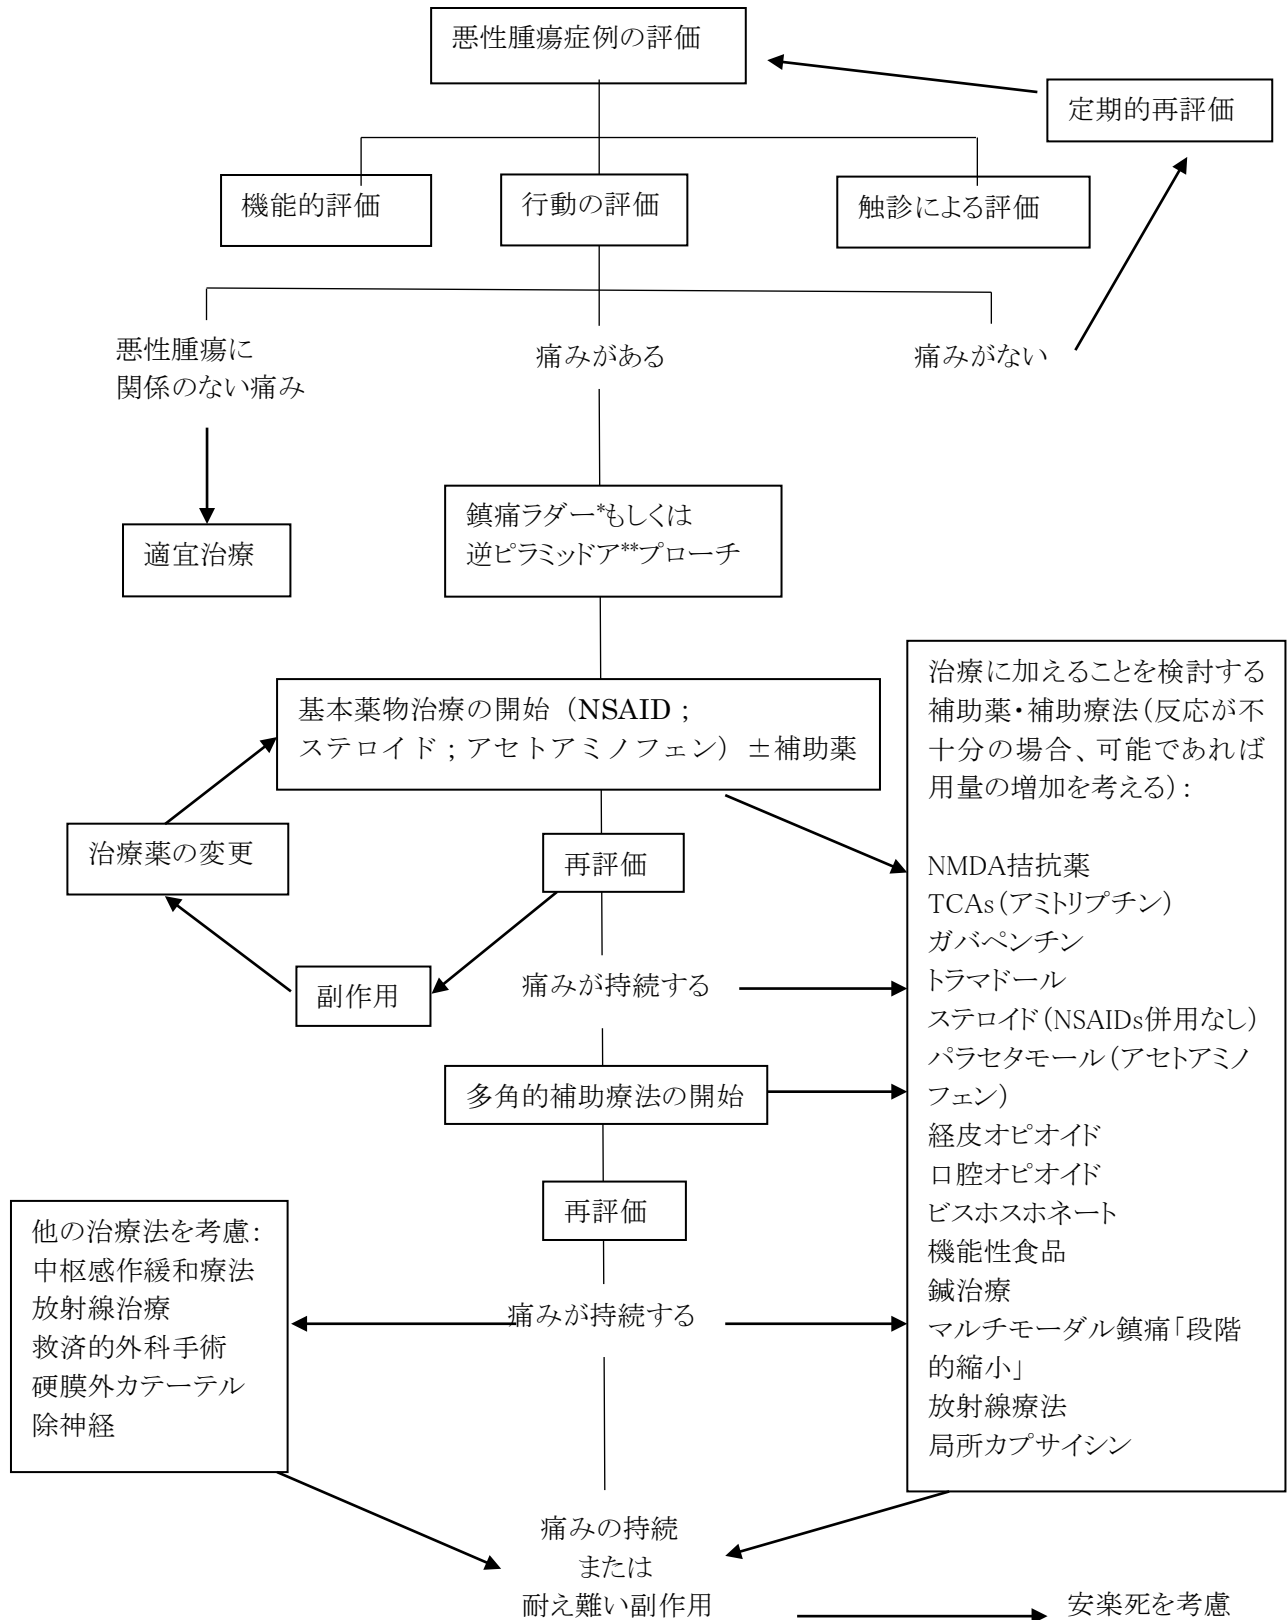 悪性腫瘍症例の評価
定期的再評価
機能的評価
行動の評価
触診による評価
悪性腫瘍に
関係のない痛み
痛みがある
痛みがない
適宜治療
鎮痛ラダー*もしくは
逆ピラミッドア**プローチ
基本薬物治療の開始（NSAID；
ステロイド；アセトアミノフェン）±補助薬
治療薬の変更
再評価
副作用
痛みが持続する
多角的補助療法の開始
再評価
痛みが持続する
他の治療法を考慮：
中枢感作緩和療法
放射線治療
救済的外科手術
硬膜外カテーテル
除神経
治療に加えることを検討する
補助薬・補助療法（反応が不
十分の場合、可能であれば
用量の増加を考える）：
NMDA拮抗薬
TCAs（アミトリプチン）
ガバペンチン
トラマドール
ステロイド（NSAIDs併用なし）
パラセタモール（アセトアミノ
フェン）
経皮オピオイド
口腔オピオイド
ビスホスホネート
機能性食品
鍼治療
マルチモーダル鎮痛「段階
的縮小」
放射線療法
局所カプサイシン
痛みの持続
または
耐え難い副作用
安楽死を考慮